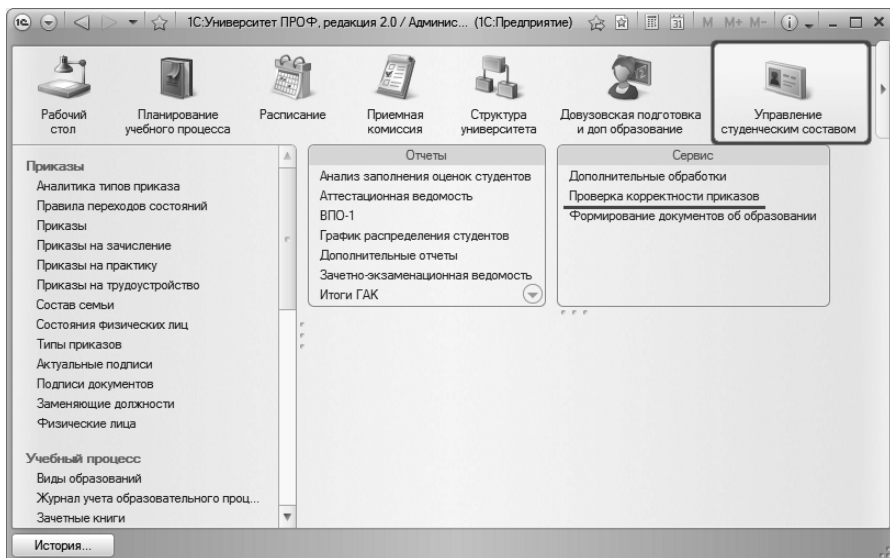 1С:Университет ПРОФ, редакция 2.0 / Админис... (1С:Предприятие)
M M+ M-
Рабочий
стол
Планирование
учебного процесса
Расписание
Приемная
комиссия
Структура
университета
Довузовская подготовка
и доп образование
Управление
студенческим составом
Приказы
Аналитика типов приказа
Правила переходов состояний
Приказы
Приказы на зачисление
Приказы на практику
Приказы на трудоустройство
Состав семьи
Состояния физических лиц
Типы приказов
Актуальные подписи
Подписи документов
Заменяющие должности
Физические лица
Учебный процесс
Виды образований
Журнал учета образовательного проц...
Зачетные книги
Отчеты
Анализ заполнения оценок студентов
Аттестационная ведомость
ВПО-1
График распределения студентов
Дополнительные отчеты
Зачетно-экзаменационная ведомость
Итоги ГАК
Сервис
Дополнительные обработки
Проверка корректности приказов
Формирование документов об образовании
История...